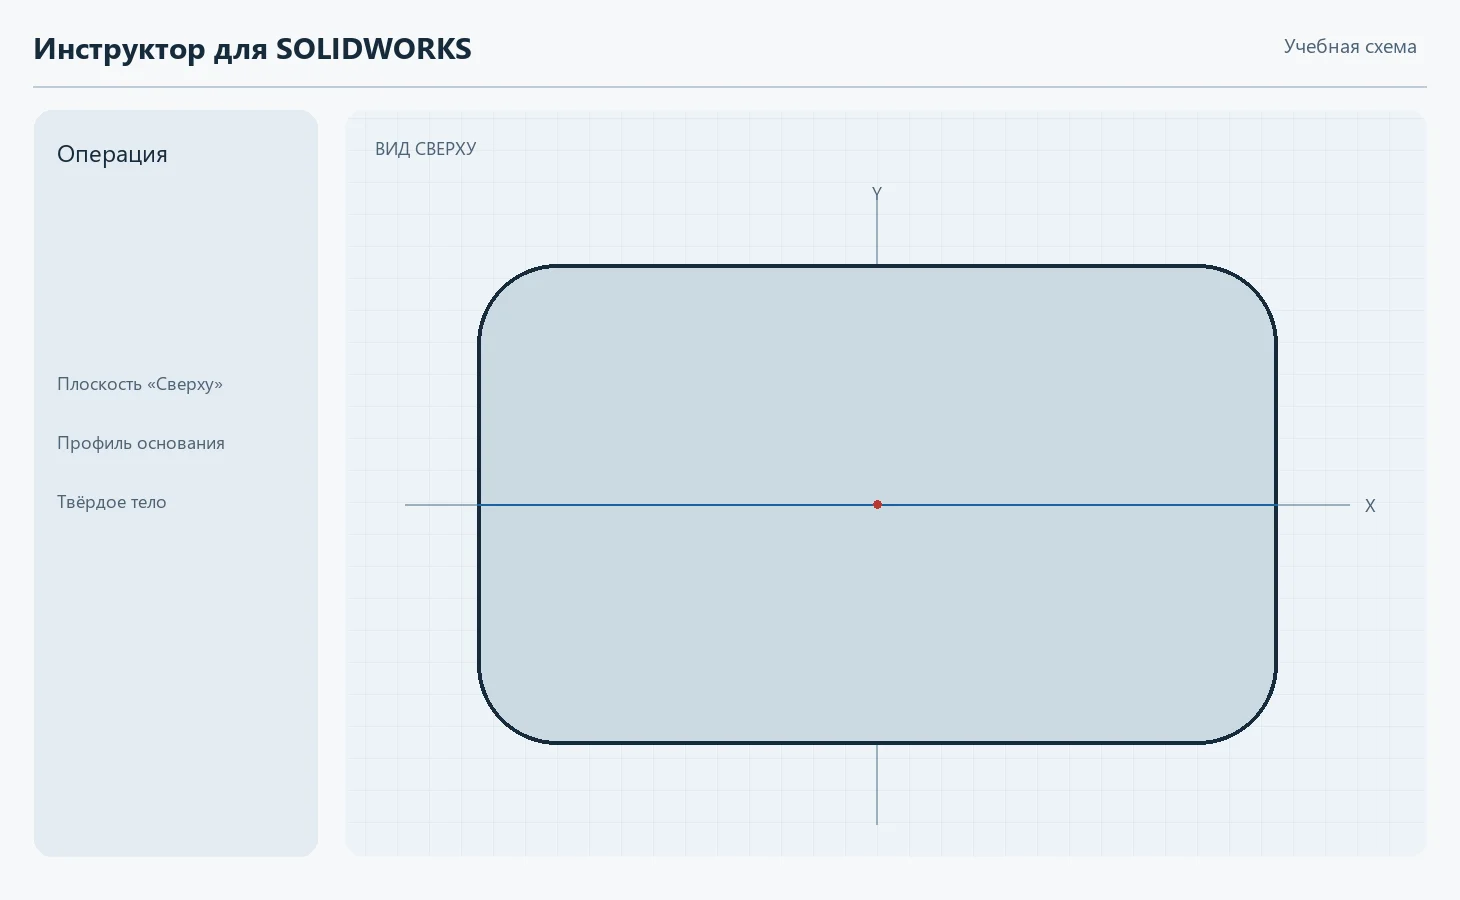 Инструктор для SOLIDWORKS
Учебная схема
Операция
Плоскость «Сверху»
Профиль основания
Твёрдое тело
ВИД СВЕРХУ
Y
X